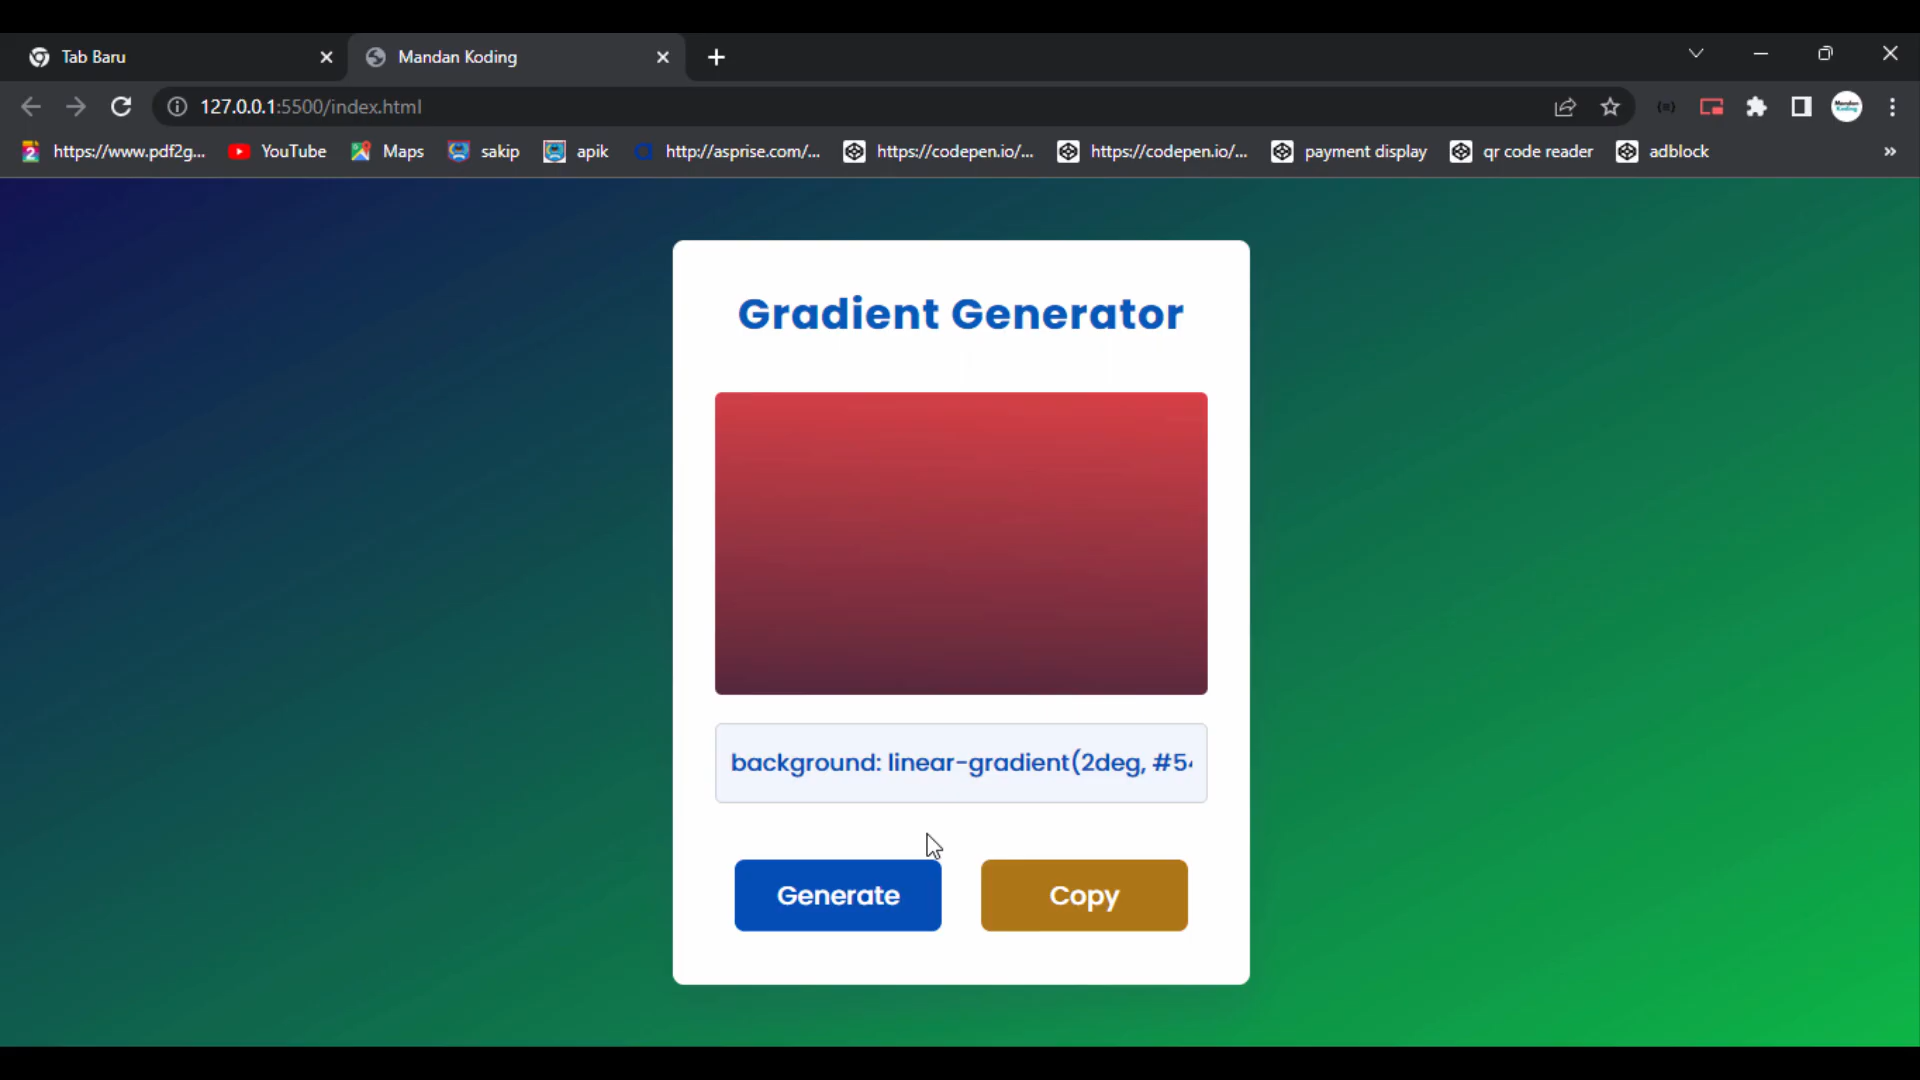 Tab Baru
Mandan Koding
127.0.0.1:5500/index.html
https://www.pdf2g... YouTube Maps sakip apik http://asprise.com/... https://codepen.io/... https://codepen.io/... payment display qr code reader adblock »
Gradient Generator
background: linear-gradient(2deg, #5
Generate Copy